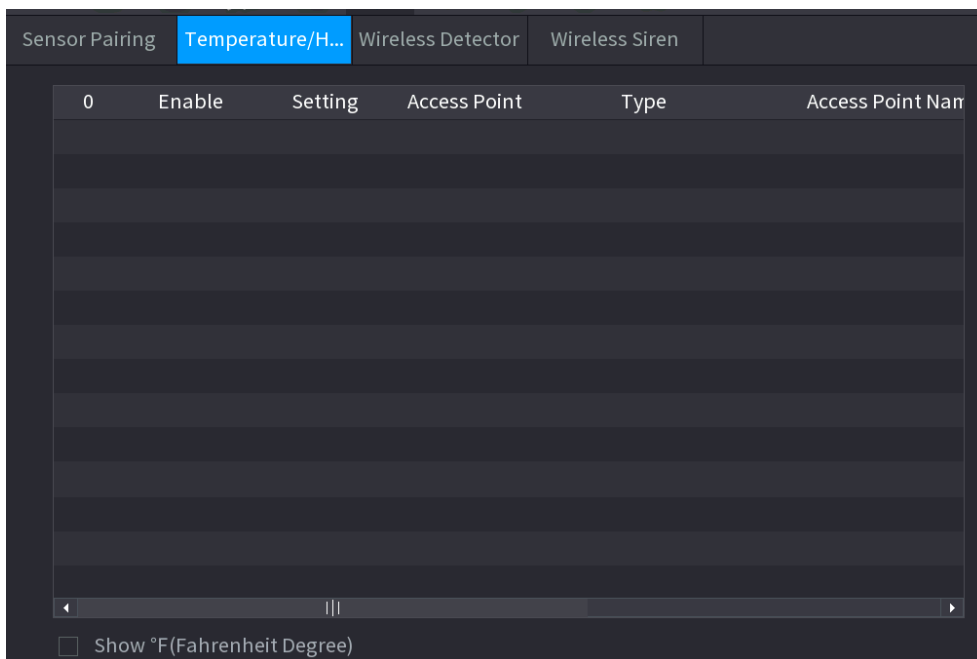 Sensor Pairing Temperature/H... Wireless Detector Wireless Siren
0 Enable Setting Access Point Type Access Point Nam
Show °F(Fahrenheit Degree)